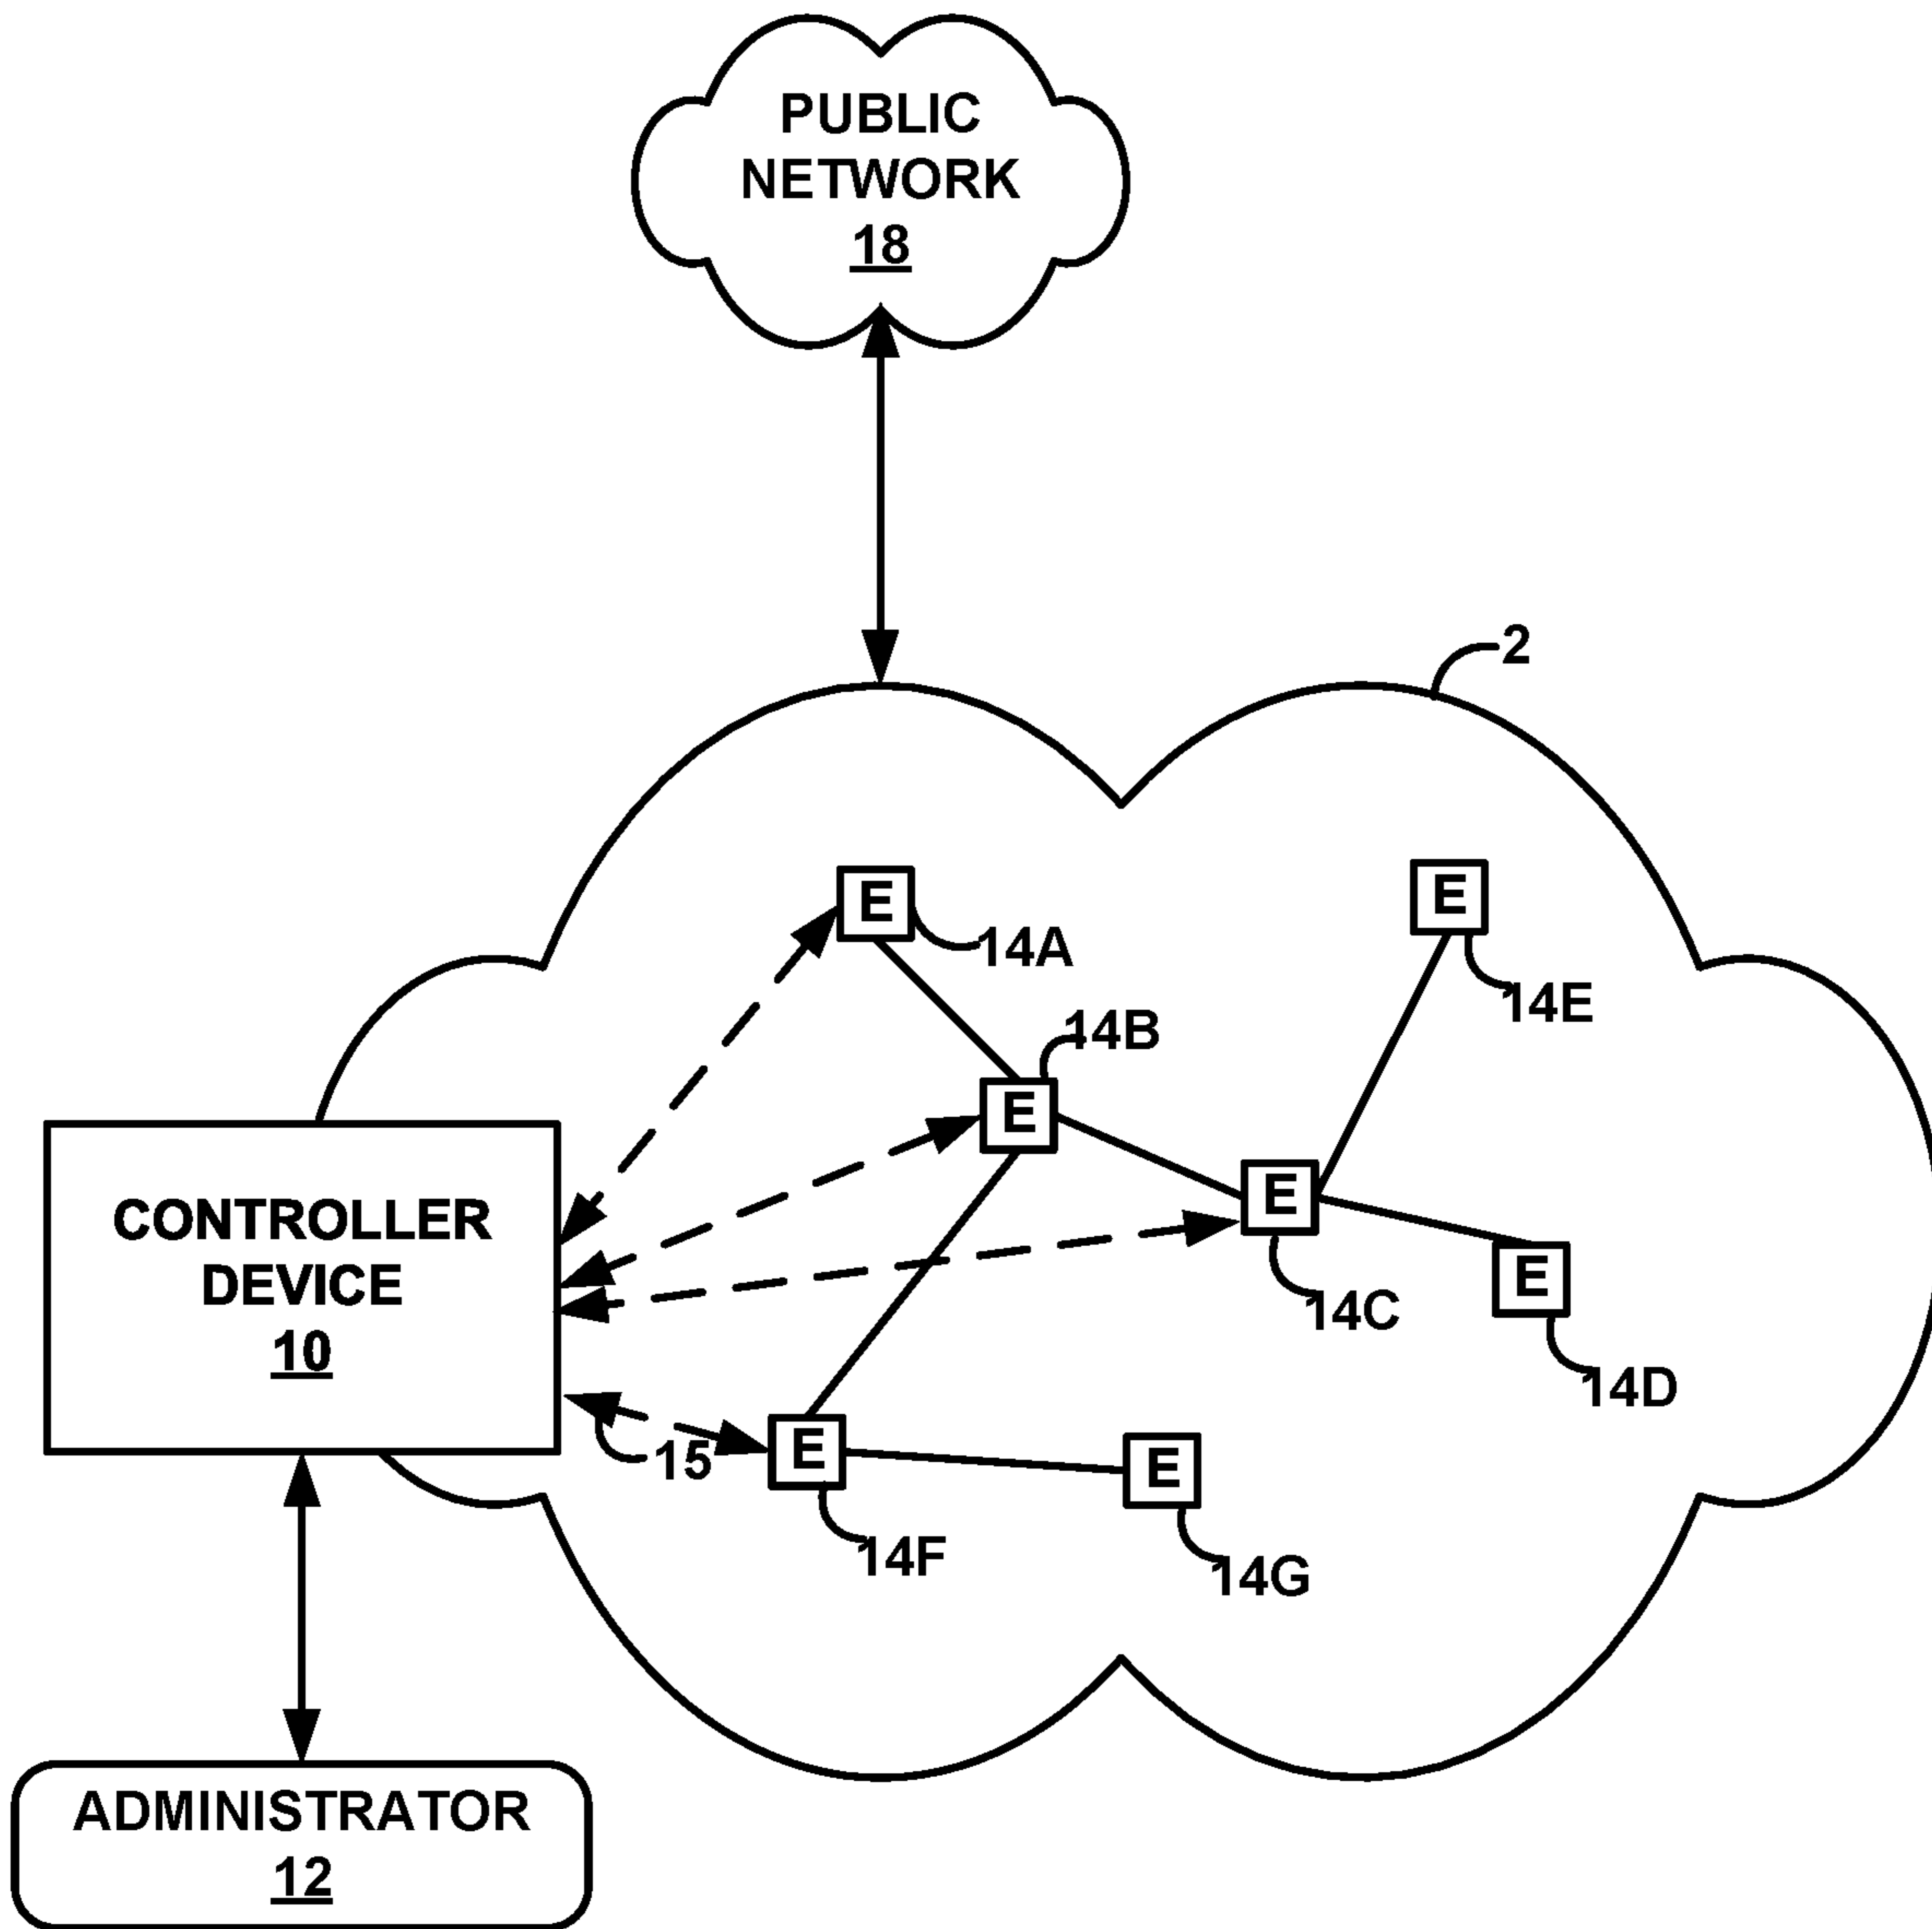 PUBLIC
NETWORK
18
2
E
14A
E
14E
14B
E
E
14C
E
14D
CONTROLLER
DEVICE
10
15
E
14F
E
14G
ADMINISTRATOR
12